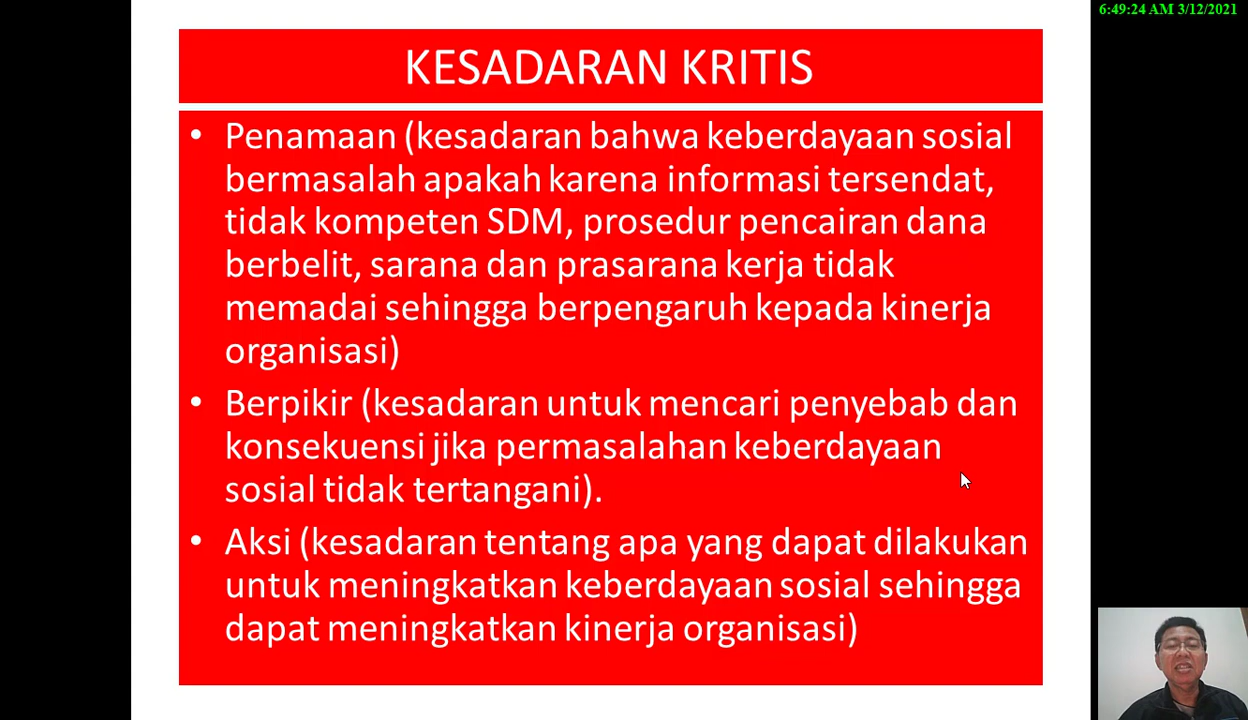 6:49:24 AM 3/12/2021
KESADARAN KRITIS
• Penamaan (kesadaran bahwa keberdayaan sosial
bermasalah apakah karena informasi tersendat,
tidak kompeten SDM, prosedur pencairan dana
berbelit, sarana dan prasarana kerja tidak
memadai sehingga berpengaruh kepada kinerja
organisasi)
• Berpikir (kesadaran untuk mencari penyebab dan
konsekuensi jika permasalahan keberdayaan
sosial tidak tertangani).
• Aksi (kesadaran tentang apa yang dapat dilakukan
untuk meningkatkan keberdayaan sosial sehingga
dapat meningkatkan kinerja organisasi)